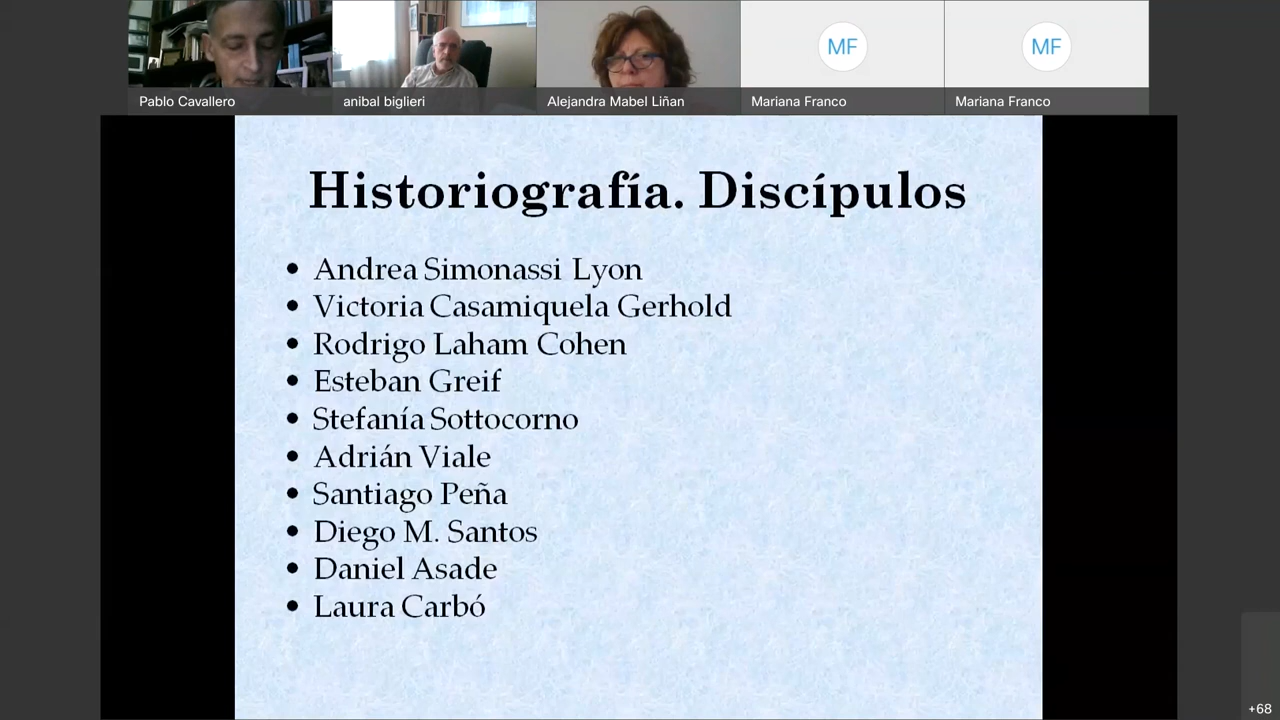 MF
MF
Pablo Cavallero
anibal biglieri
Alejandra Mabel Liñan
Mariana Franco
Mariana Franco
Historiografía. Discípulos
• Andrea Simonassi Lyon
• Victoria Casamiquela Gerhold
• Rodrigo Laham Cohen
• Esteban Greif
• Stefanía Sottocorno
• Adrián Viale
• Santiago Peña
• Diego M. Santos
• Daniel Asade
• Laura Carbó
+68